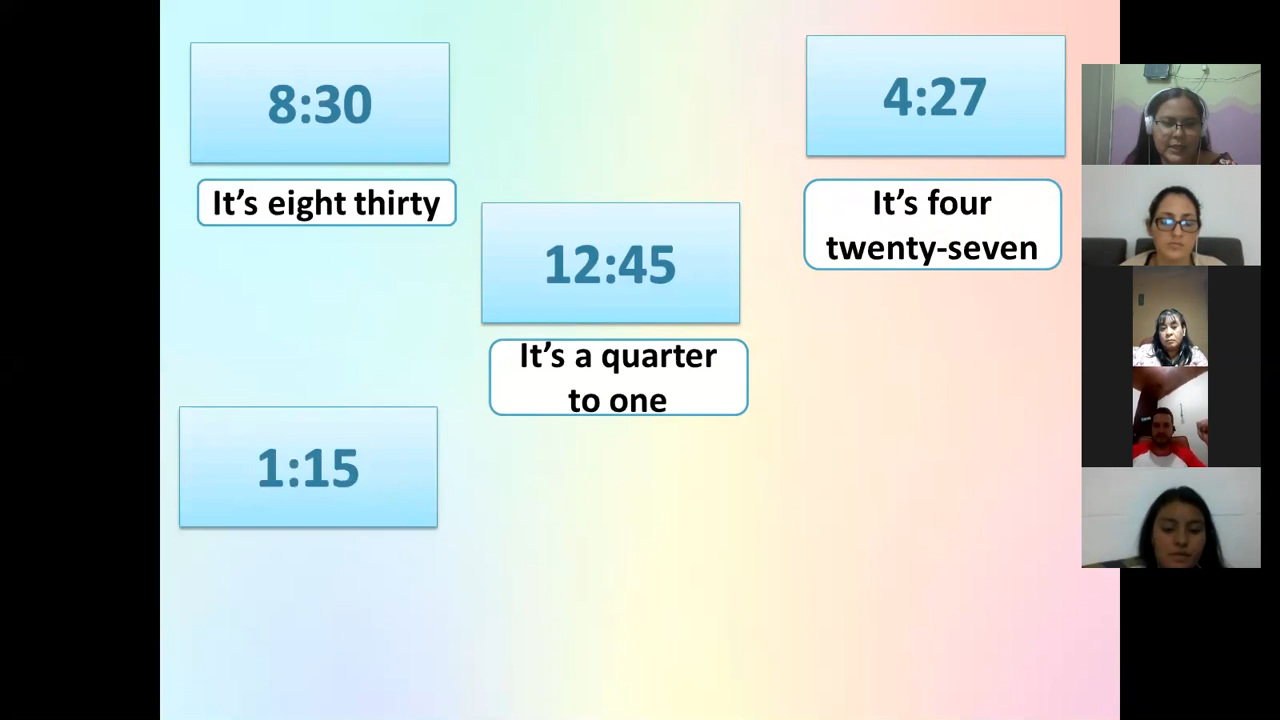 8:30
It’s eight thirty
4:27
It’s four
twenty-seven
12:45
It’s a quarter
to one
1:15